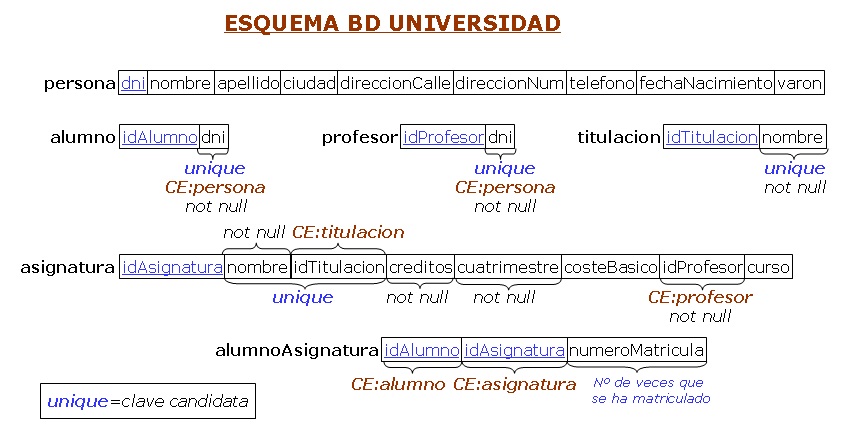 ESQUEMA BD UNIVERSIDAD
persona dni nombre apellido ciudad direccionCalle direccionNum telefono fechaNacimiento varon
alumno idAlumno dni profesor idProfesor dni titulacion idTitulacion nombre
unique unique unique
CE:persona CE:persona not null
not null not null
not null CE:titulacion
asignatura idAsignatura nombre idTitulacion creditos cuatrimestre costeBasico idProfesor curso
unique not null not null CE:profesor
not null
alumnoAsignatura idAlumno idAsignatura numeroMatricula
CE:alumno CE:asignatura Nº de veces que
se ha matriculado
unique=clave candidata